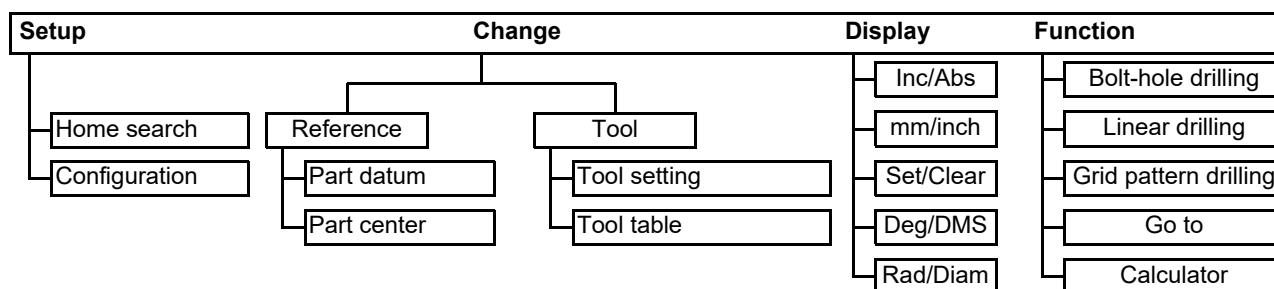 Setup Change Display Function
Inc/Abs Bolt-hole drilling
Home search Reference Tool mm/inch Linear drilling
Configuration Part datum Tool setting Set/Clear Grid pattern drilling
Part center Tool table Deg/DMS Go to
Rad/Diam Calculator